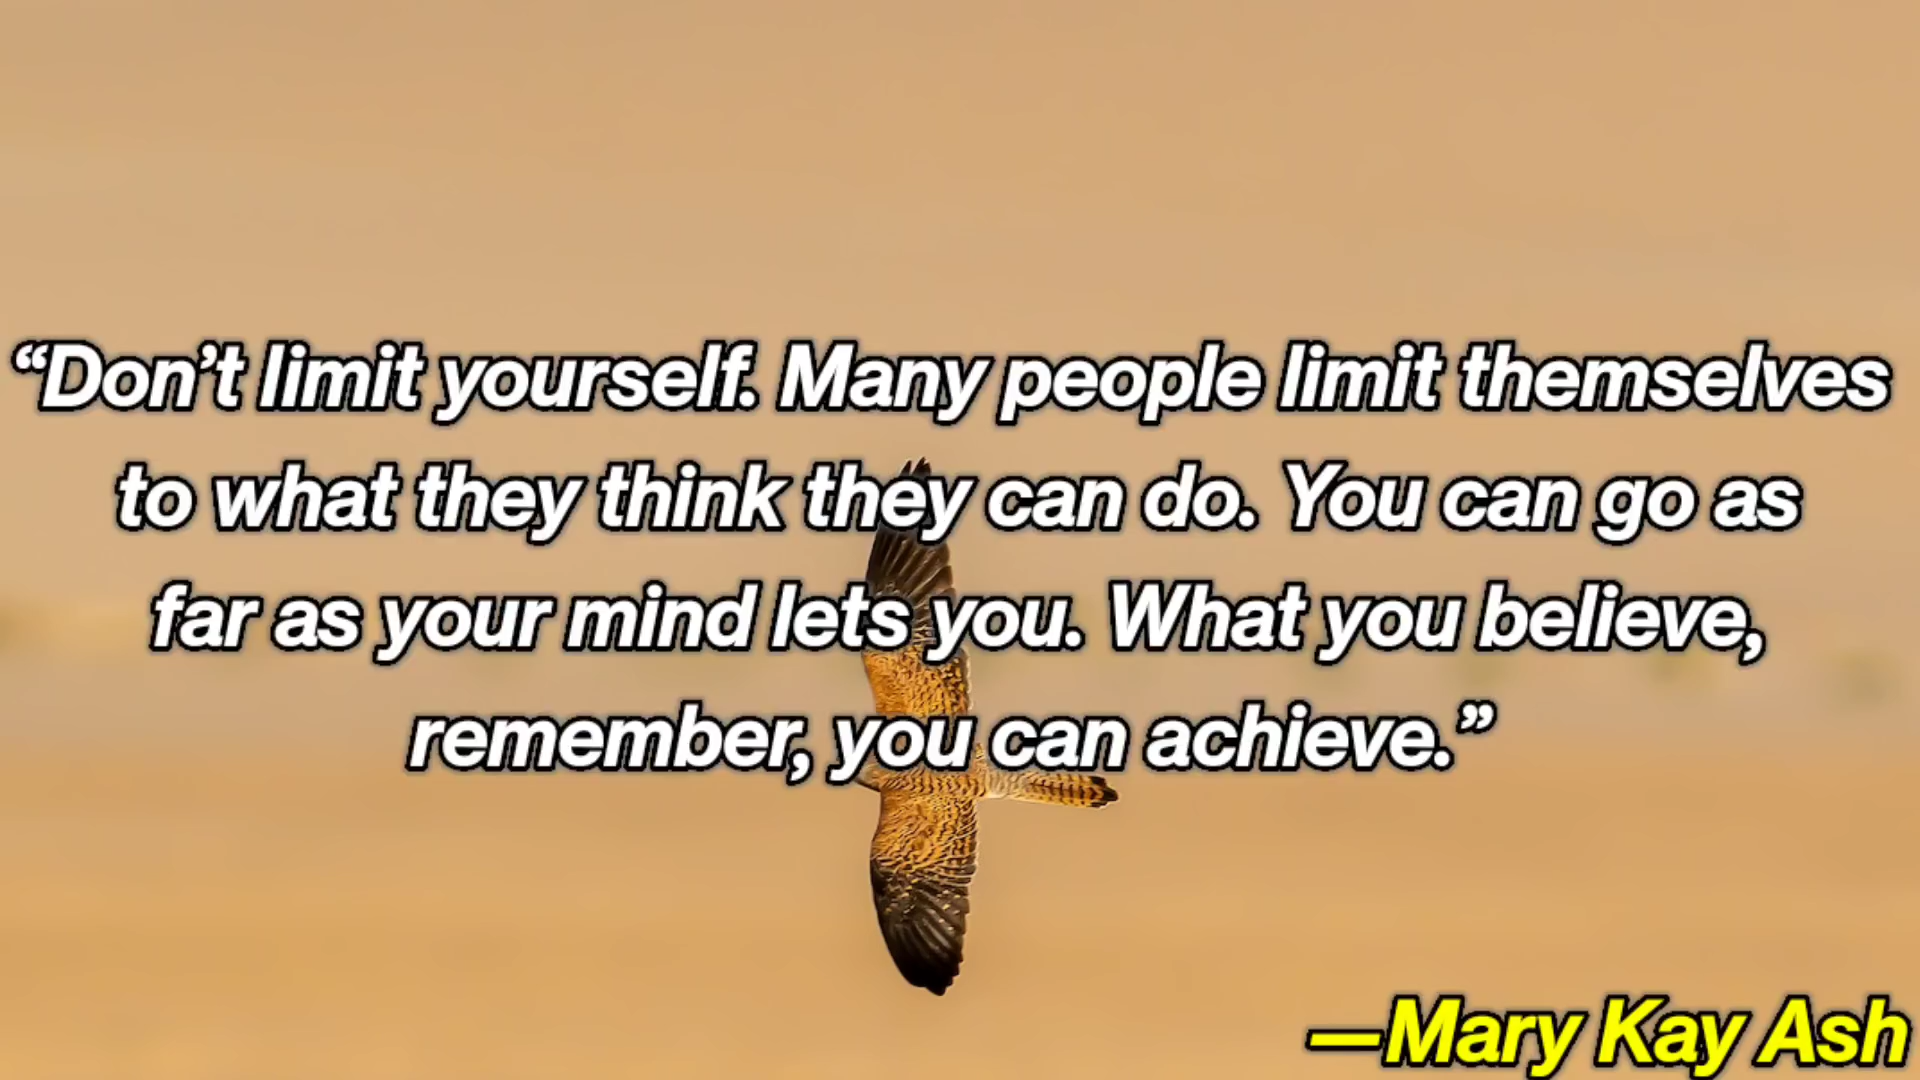 “Don’t limit yourself. Many people limit themselves
to what they think they can do. You can go as
far as your mind lets you. What you believe,
remember, you can achieve.”
—Mary Kay Ash